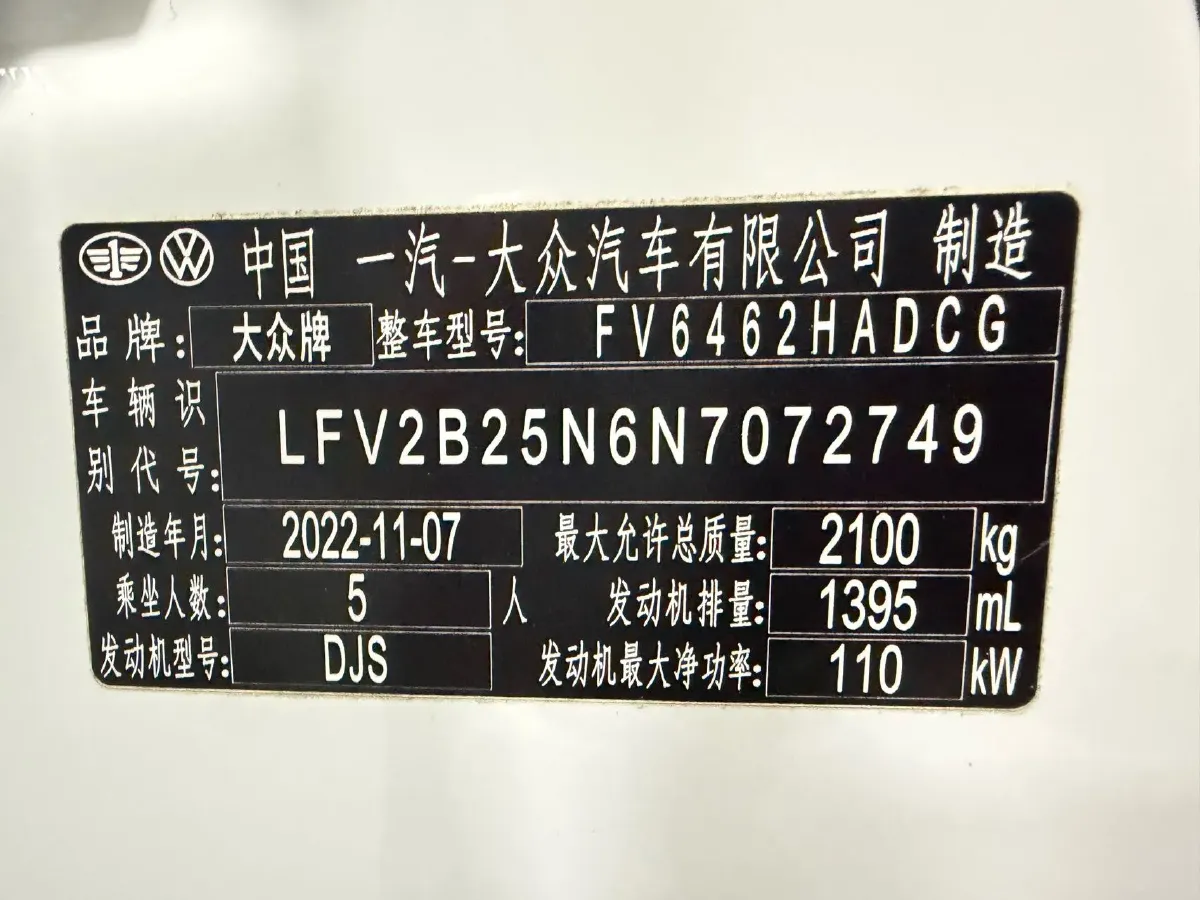 中国 一汽-大众汽车有限公司 制造
品牌: 大众牌 整车型号: FV6462HADCG
车辆识
别代号: LFV2B25N6N7072749
制造年月: 2022-11-07 最大允许总质量: 2100 kg
乘坐人数: 5 人 发动机排量: 1395 mL
发动机型号: DJS 发动机最大净功率: 110 kW